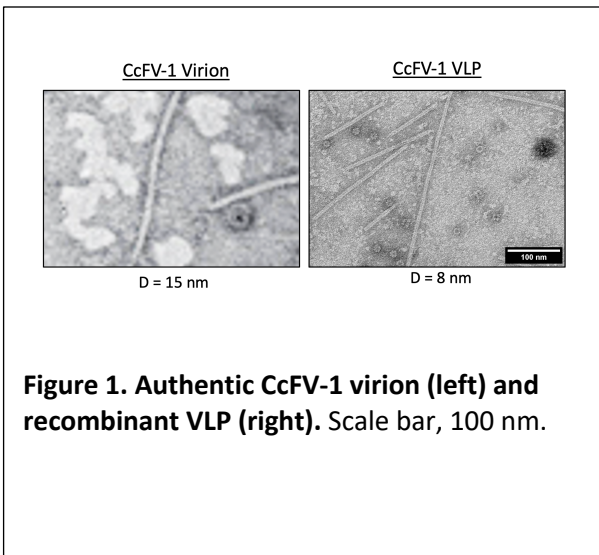 CcFV-1 Virion
CcFV-1 VLP
100 nm
D = 15 nm
D = 8 nm
Figure 1. Authentic CcFV-1 virion (left) and
recombinant VLP (right). Scale bar, 100 nm.